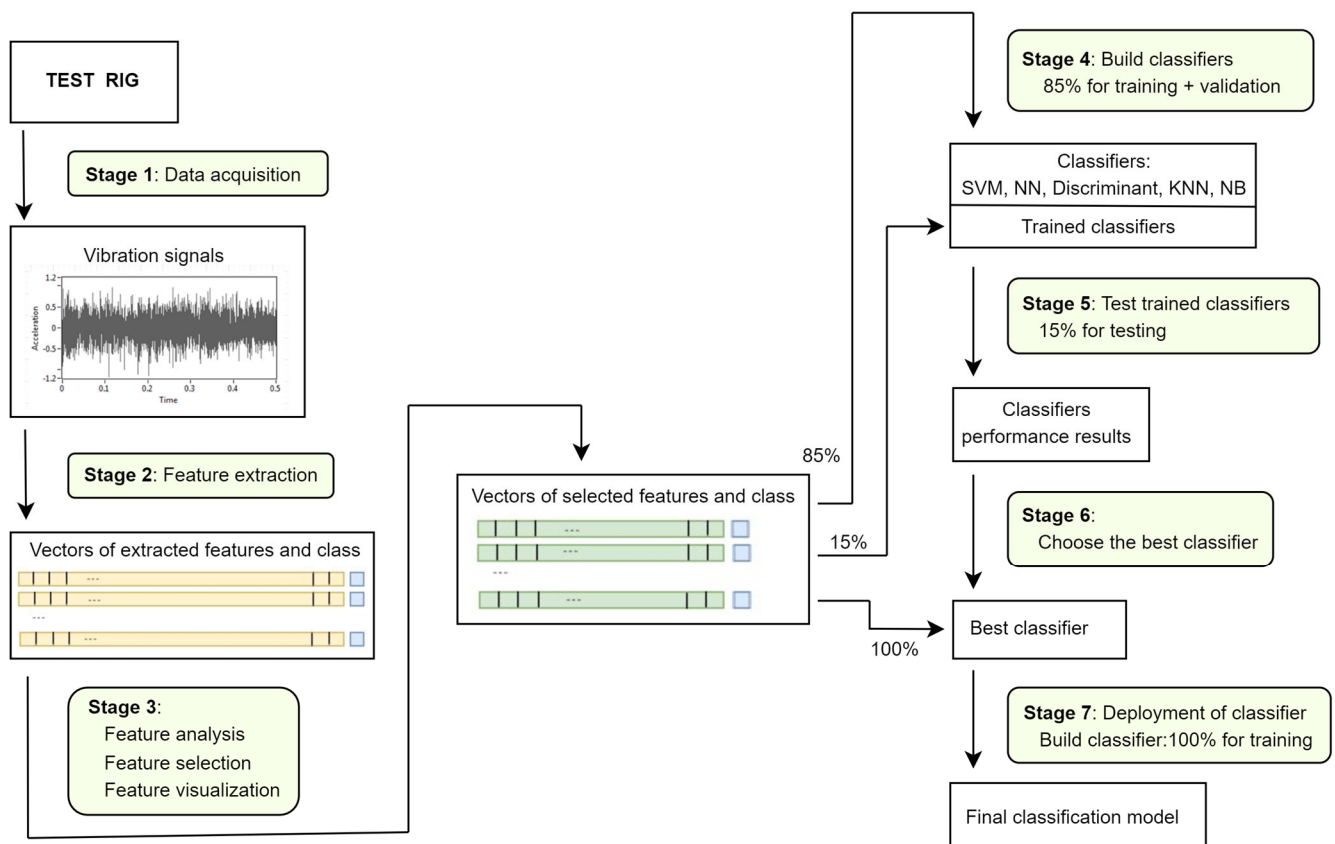 TEST RIG
Stage 1: Data acquisition
Vibration signals
1.2
0.5
0
-0.5
-1.2
Acceleration
0
0.1
0.2
0.3
0.4
0.5
Time
Stage 2: Feature extraction
Vectors of extracted features and class
---
---
---
---
Stage 3:
Feature analysis
Feature selection
Feature visualization
Vectors of selected features and class
---
---
---
---
85%
15%
100%
Stage 4: Build classifiers
85% for training + validation
Classifiers:
SVM, NN, Discriminant, KNN, NB
Trained classifiers
Stage 5: Test trained classifiers
15% for testing
Classifiers
performance results
Stage 6:
Choose the best classifier
Best classifier
Stage 7: Deployment of classifier
Build classifier:100% for training
Final classification model